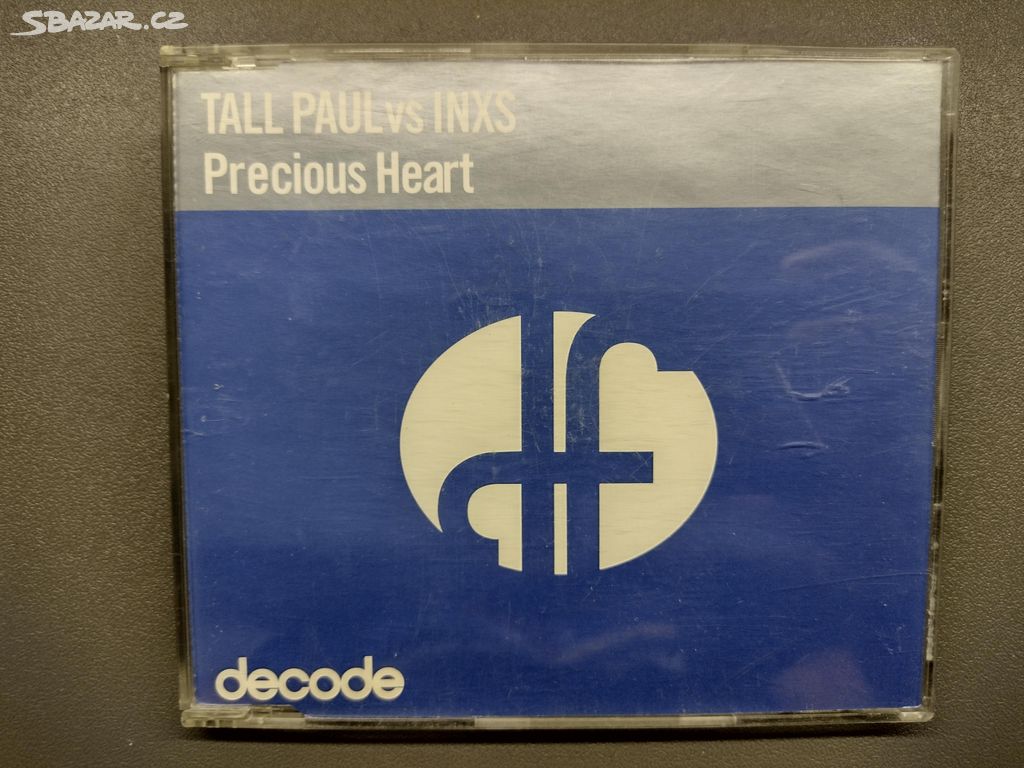 SBAZAR.CZ
TALL PAUL vs INXS
Precious Heart
decode